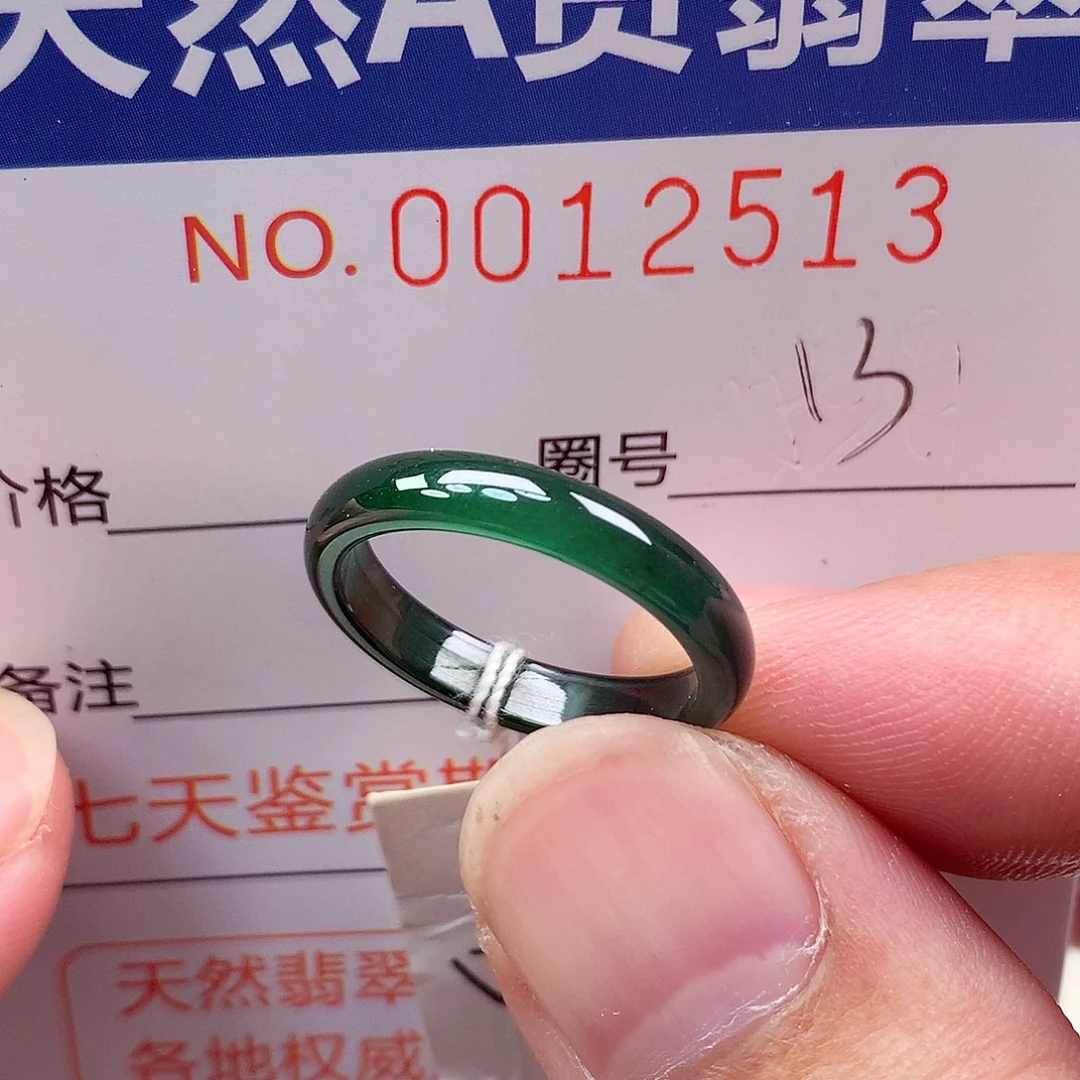 天然A货翡翠
NO. 0012513
价格
圈号 13
备注
七天鉴赏期
天然翡翠
各地权威